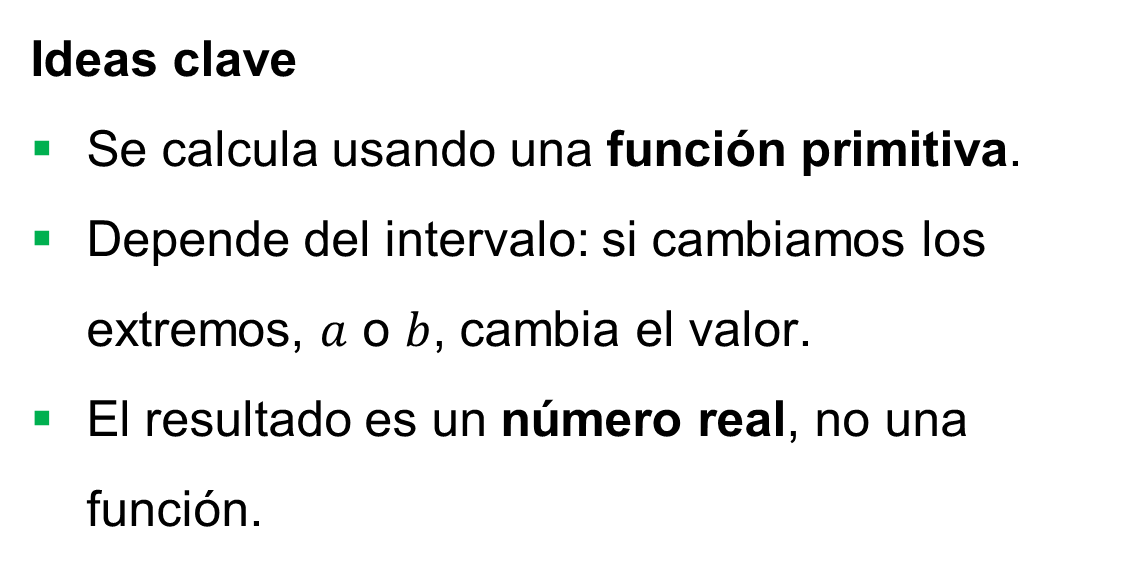 Ideas clave
▪ Se calcula usando una función primitiva.
▪ Depende del intervalo: si cambiamos los
extremos, 𝑎 o 𝑏, cambia el valor.
▪ El resultado es un número real, no una
función.